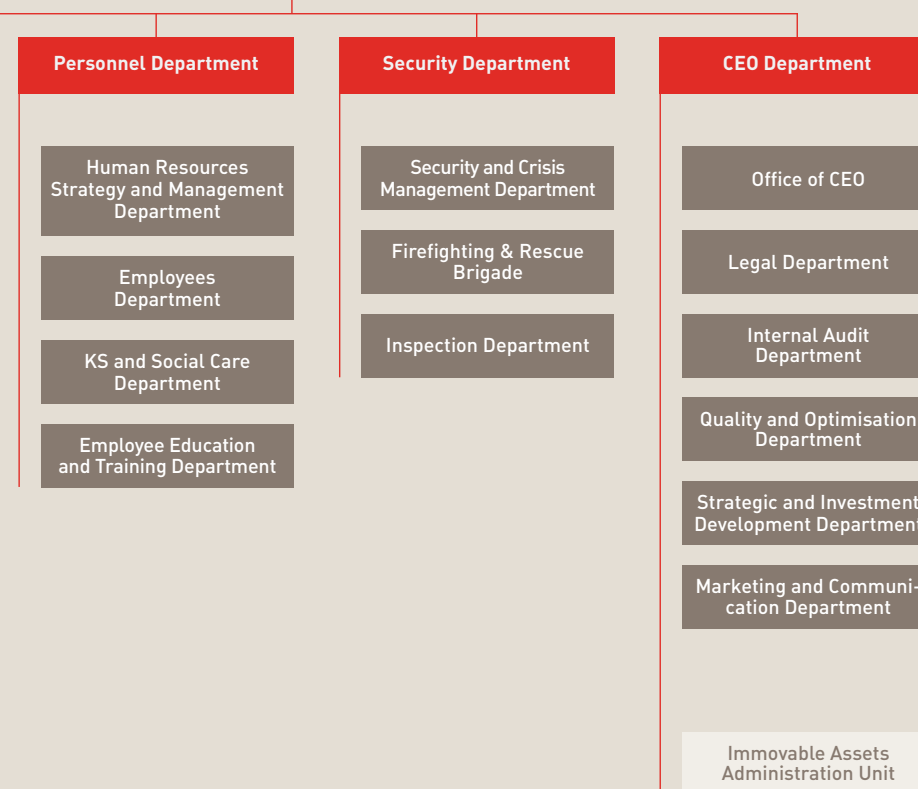 Personnel Department
Human Resources
Strategy and Management
Department
Employees
Department
KS and Social Care
Department
Employee Education
and Training Department
Security Department
Security and Crisis
Management Department
Firefighting & Rescue
Brigade
Inspection Department
CEO Department
Office of CEO
Legal Department
Internal Audit
Department
Quality and Optimisation
Department
Strategic and Investment
Development Department
Marketing and Communi-
cation Department
Immovable Assets
Administration Unit